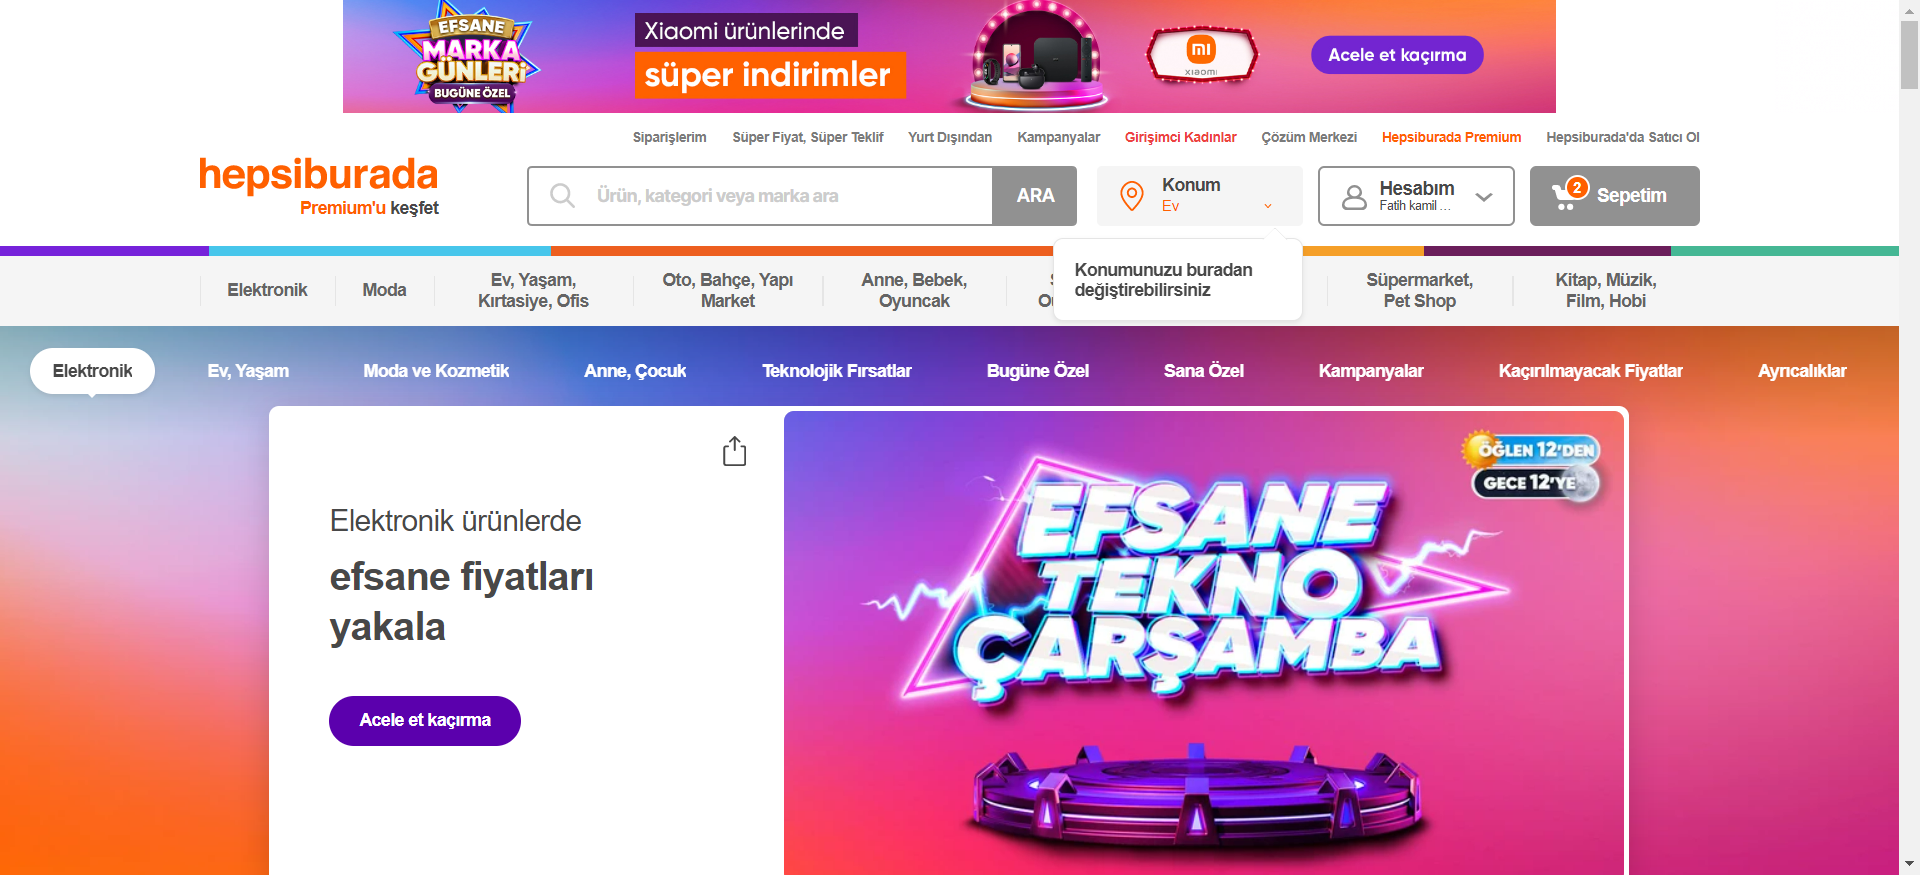 EFSANE
MARKA
GÜNLERİ
BUGÜNE ÖZEL
Xiaomi ürünlerinde
süper indirimler
xiaomi
Acele et kaçırma
Siparişlerim
Süper Fiyat, Süper Teklif
Yurt Dışından
Kampanyalar
Girişimci Kadınlar
Çözüm Merkezi
Hepsiburada Premium
Hepsiburada'da Satıcı Ol
hepsiburada
Premium'u keşfet
Ürün, kategori veya marka ara
ARA
Konum
Ev
Hesabım
Fatih kamil ...
2
Sepetim
Konumunuzu buradan
değiştirebilirsiniz
Elektronik
Moda
Ev, Yaşam,
Kırtasiye, Ofis
Oto, Bahçe, Yapı
Market
Anne, Bebek,
Oyuncak
Süpermarket,
Pet Shop
Kitap, Müzik,
Film, Hobi
Elektronik
Ev, Yaşam
Moda ve Kozmetik
Anne, Çocuk
Teknolojik Fırsatlar
Bugüne Özel
Sana Özel
Kampanyalar
Kaçırılmayacak Fiyatlar
Ayrıcalıklar
Elektronik ürünlerde
efsane fiyatları
yakala
Acele et kaçırma
ÖĞLEN 12'DEN
GECE 12'YE
EFSANE
TEKNO
ÇARŞAMBA